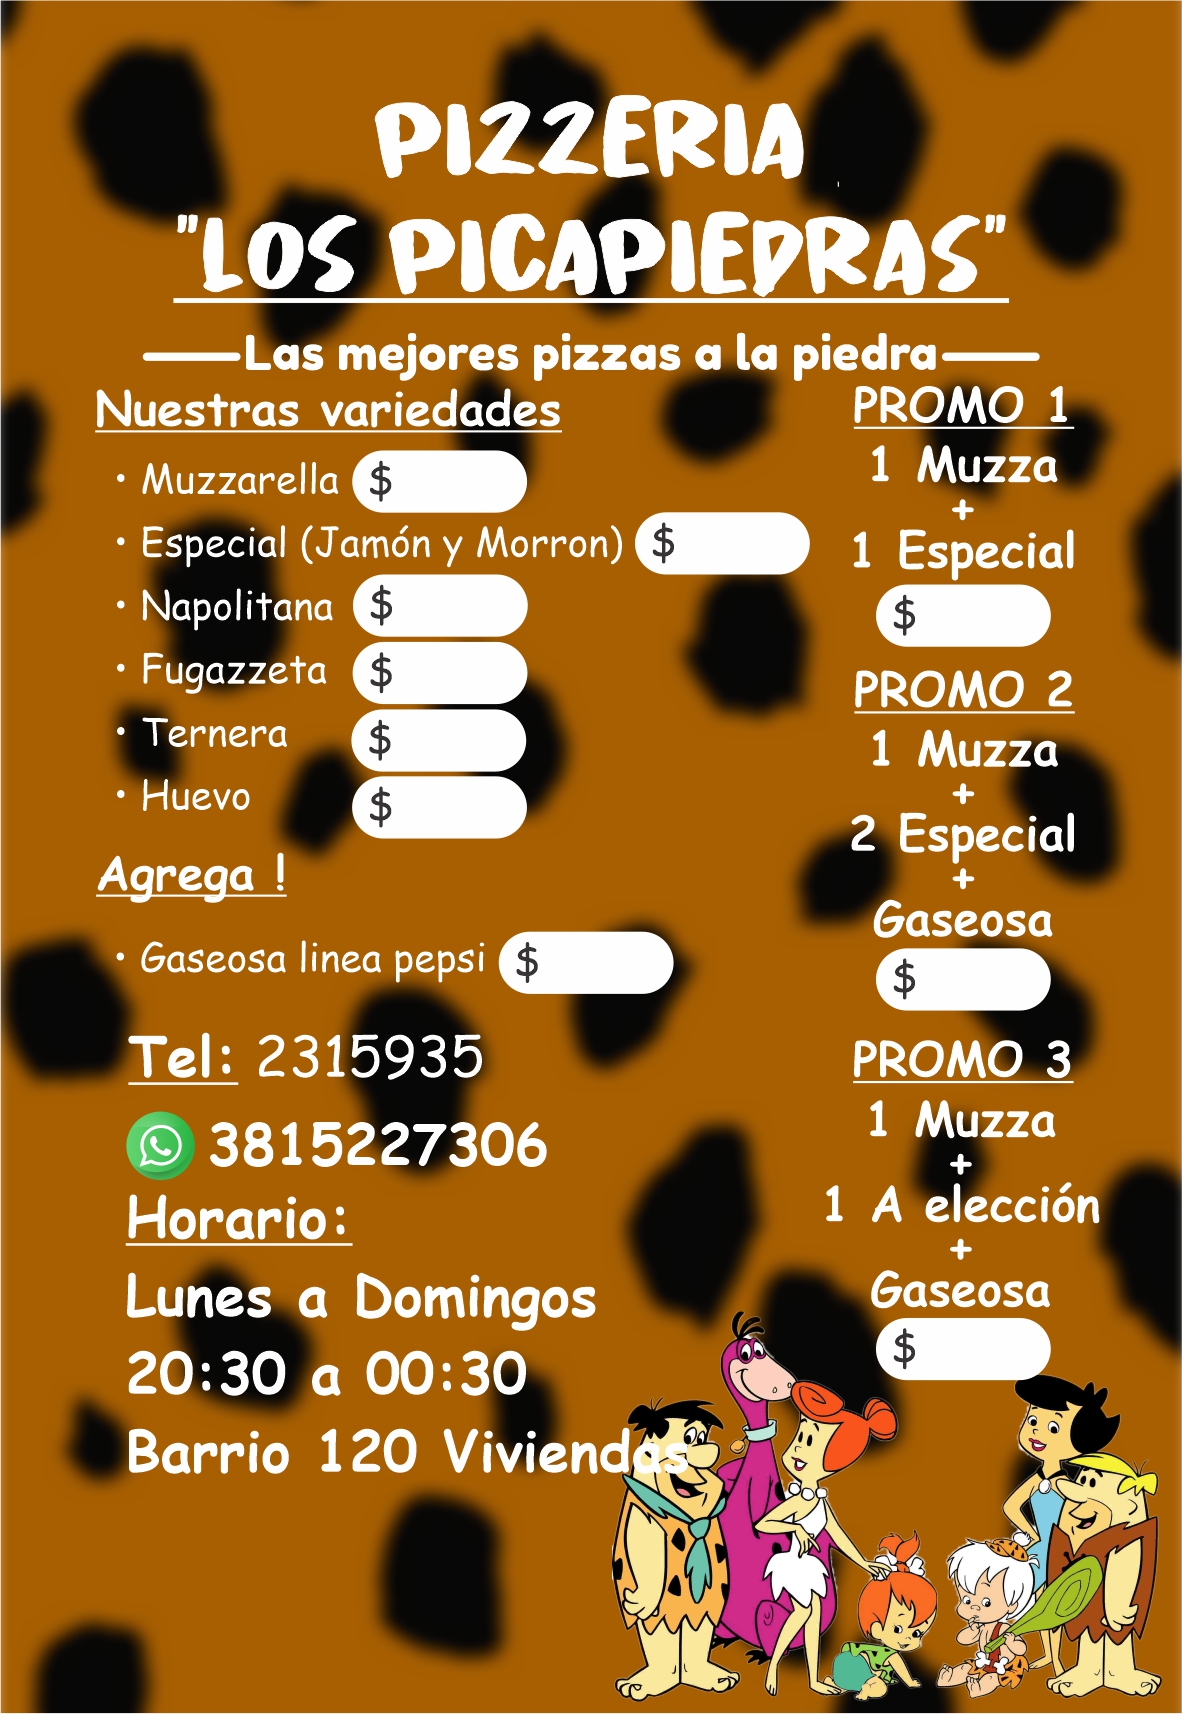 PIZZERIA
"LOS PICAPIEDRAS"
Las mejores pizzas a la piedra
Nuestras variedades
• Muzzarella $
• Especial (Jamón y Morron) $
• Napolitana $
• Fugazzeta $
• Ternera $
• Huevo $
Agrega !
• Gaseosa linea pepsi $
Tel: 2315935
3815227306
Horario:
Lunes a Domingos
20:30 a 00:30
Barrio 120 Viviendas
PROMO 1
1 Muzza
+
1 Especial
$
PROMO 2
1 Muzza
+
2 Especial
+
Gaseosa
$
PROMO 3
1 Muzza
+
1 A elección
+
Gaseosa
$